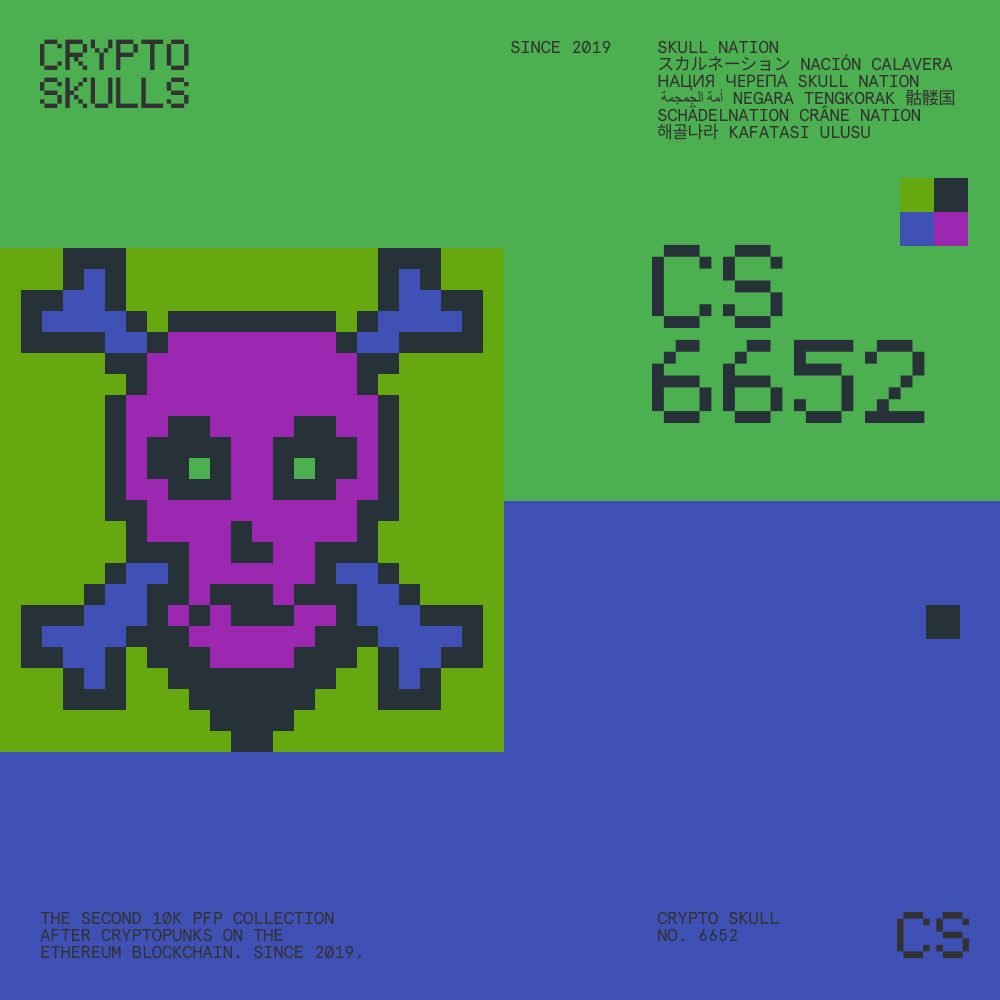 CRYPTO
SKULLS
SINCE 2019
SKULL NATION
スカルネーション NACIÓN CALAVERA
НАЦИЯ ЧЕРЕПА SKULL NATION
أمة الجمجمة NEGARA TENGKORAK 骷髅国
SCHÄDELNATION CRÂNE NATION
해골나라 KAFATASI ULUSU
CS
6652
THE SECOND 10K PFP COLLECTION
AFTER CRYPTOPUNKS ON THE
ETHEREUM BLOCKCHAIN. SINCE 2019.
CRYPTO SKULL
NO. 6652
CS